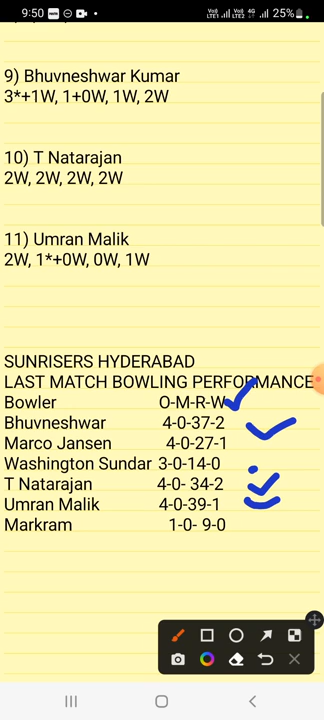 9:50 25%
9) Bhuvneshwar Kumar
3*+1W, 1+0W, 1W, 2W
10) T Natarajan
2W, 2W, 2W, 2W
11) Umran Malik
2W, 1*+0W, 0W, 1W
SUNRISERS HYDERABAD
LAST MATCH BOWLING PERFORMANCE
Bowler O-M-R-W
Bhuvneshwar 4-0-37-2
Marco Jansen 4-0-27-1
Washington Sundar 3-0-14-0
T Natarajan 4-0- 34-2
Umran Malik 4-0-39-1
Markram 1-0- 9-0